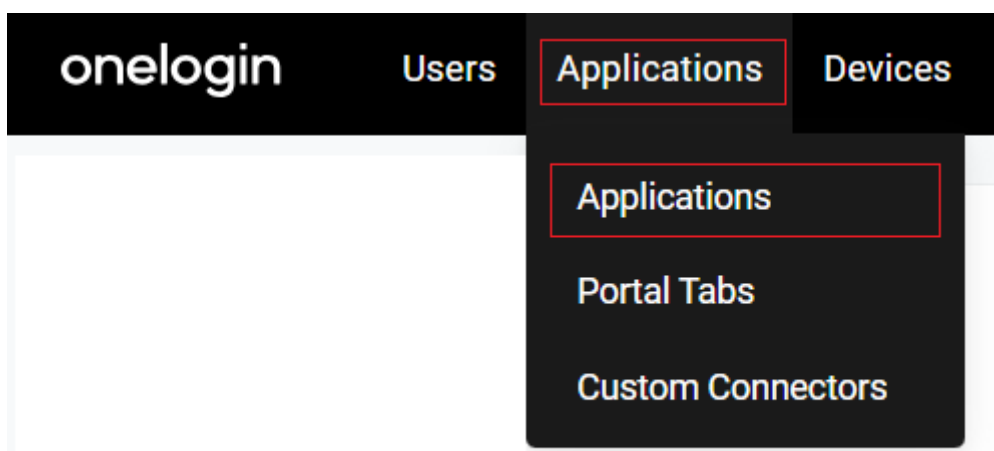 onelogin Users Applications Devices
Applications
Portal Tabs
Custom Connectors